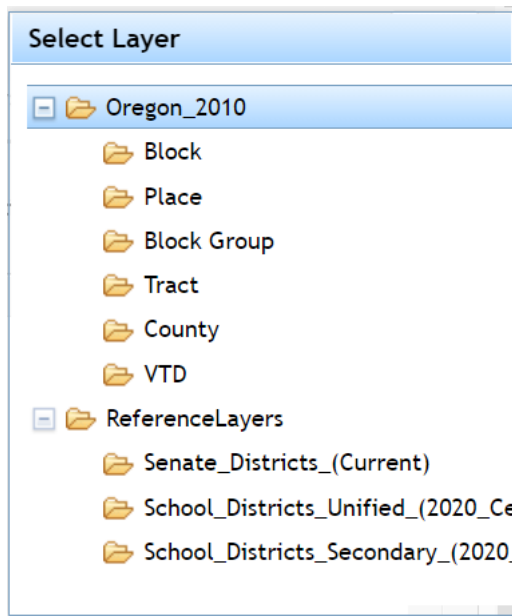 Select Layer
Oregon_2010
Block
Place
Block Group
Tract
County
VTD
ReferenceLayers
Senate_Districts_(Current)
School_Districts_Unified_(2020_Ce
School_Districts_Secondary_(2020_